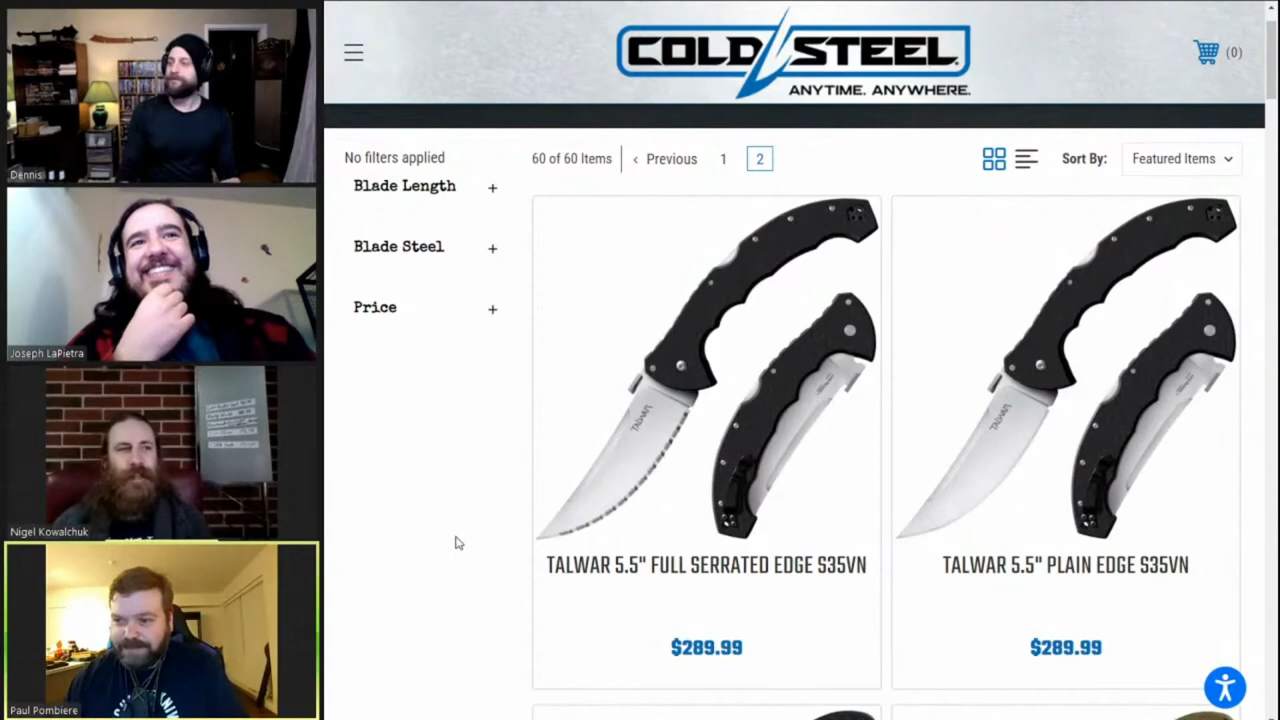 Dennis
Joseph LaPietra
Nigel Kowalchuk
Paul Pombiere
COLD STEEL
ANYTIME. ANYWHERE.
(0)
No filters applied
60 of 60 Items
Previous
1
2
Sort By:
Featured Items
Blade Length
Blade Steel
Price
TALWAR
TALWAR
TALWAR 5.5" FULL SERRATED EDGE S35VN
TALWAR 5.5" PLAIN EDGE S35VN
$289.99
$289.99